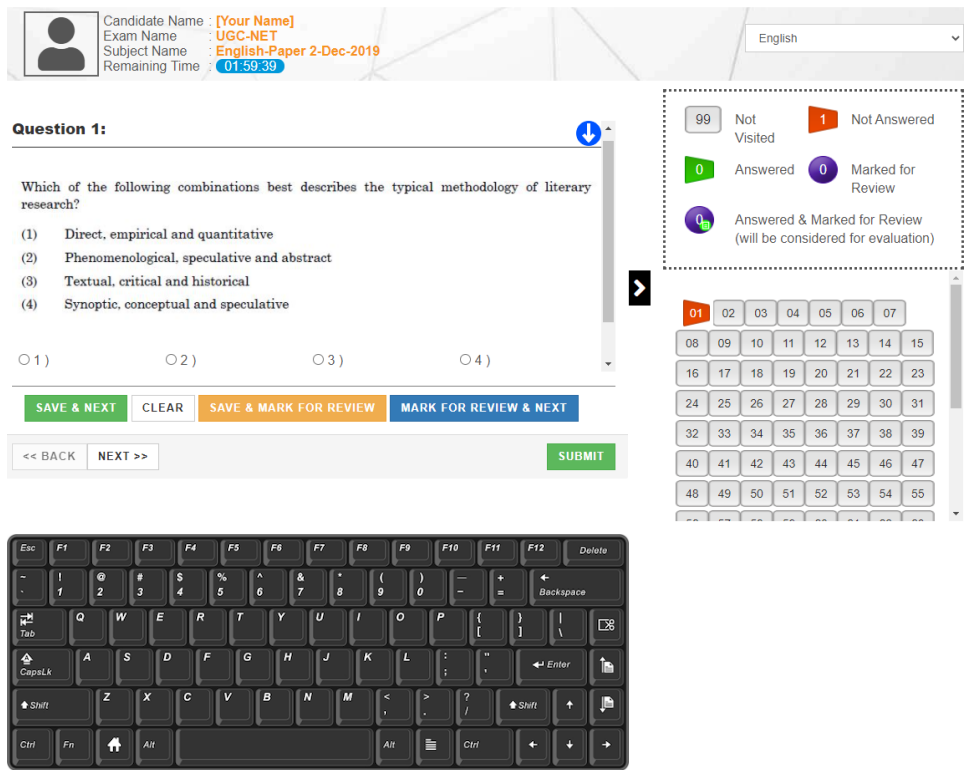 Candidate Name : [Your Name]
Exam Name : UGC-NET
Subject Name : English-Paper 2-Dec-2019
Remaining Time : 01:59:39
English
Question 1:
Which of the following combinations best describes the typical methodology of literary
research?
(1) Direct, empirical and quantitative
(2) Phenomenological, speculative and abstract
(3) Textual, critical and historical
(4) Synoptic, conceptual and speculative
1 ) 2 ) 3 ) 4 )
SAVE & NEXT CLEAR SAVE & MARK FOR REVIEW MARK FOR REVIEW & NEXT
<< BACK NEXT >> SUBMIT
99 Not Visited 1 Not Answered
0 Answered 0 Marked for Review
0 Answered & Marked for Review
(will be considered for evaluation)
01 02 03 04 05 06 07
08 09 10 11 12 13 14 15
16 17 18 19 20 21 22 23
24 25 26 27 28 29 30 31
32 33 34 35 36 37 38 39
40 41 42 43 44 45 46 47
48 49 50 51 52 53 54 55
Esc F1 F2 F3 F4 F5 F6 F7 F8 F9 F10 F11 F12 Delete
~ ! @ # $ % ^ & * ( ) — + 
` 1 2 3 4 5 6 7 8 9 0 - = Backspace
Tab Q W E R T Y U I O P { [ } ] | \
CapsLk A S D F G H J K L : ; " ' Enter
Shift Z X C V B N M < , > . ? / Shift
Ctrl Fn Alt Alt Ctrl